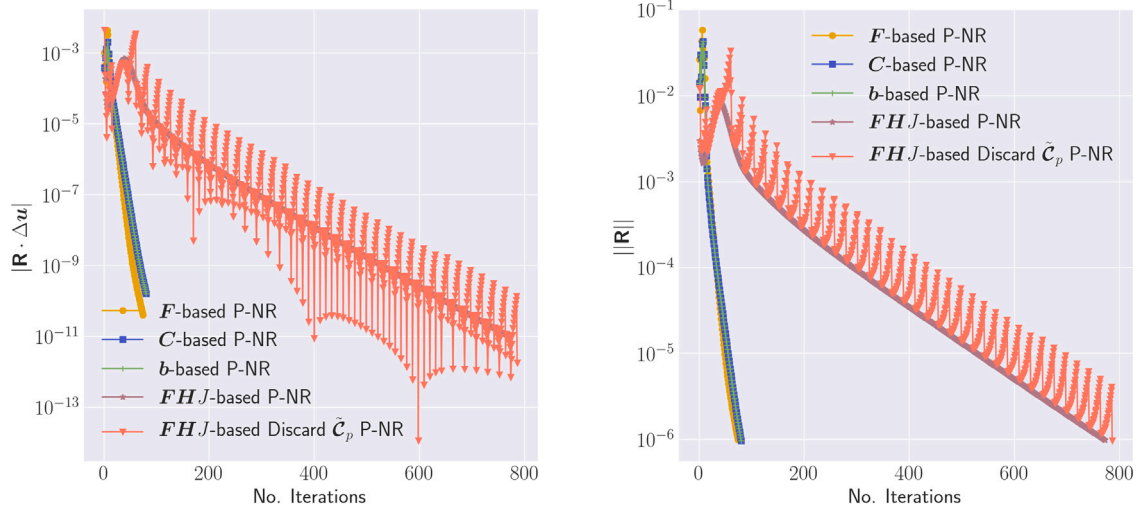 10⁻³
10⁻⁵
10⁻⁷
10⁻⁹
10⁻¹¹
10⁻¹³
|R · Δu|
F-based P-NR
C-based P-NR
b-based P-NR
FHJ-based P-NR
FHJ-based Discard C̃ₚ P-NR
0 200 400 600 800
No. Iterations
10⁻¹
10⁻²
10⁻³
10⁻⁴
10⁻⁵
10⁻⁶
||R||
F-based P-NR
C-based P-NR
b-based P-NR
FHJ-based P-NR
FHJ-based Discard C̃ₚ P-NR
0 200 400 600 800
No. Iterations